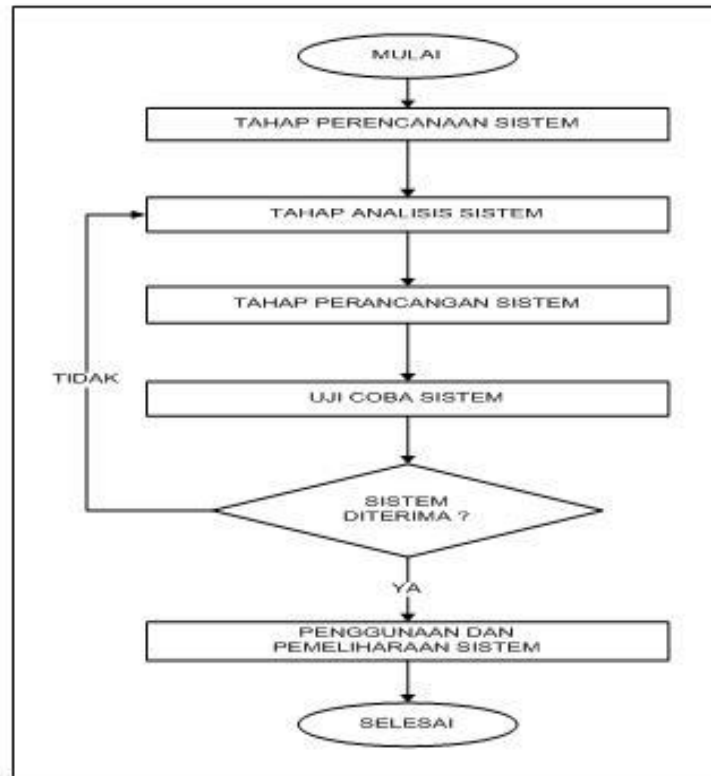 MULAI
TAHAP PERENCANAAN SISTEM
TAHAP ANALISIS SISTEM
TAHAP PERANCANGAN SISTEM
TIDAK
UJI COBA SISTEM
SISTEM
DITERIMA ?
YA
PENGGUNAAN DAN
PEMELIHARAAN SISTEM
SELESAI